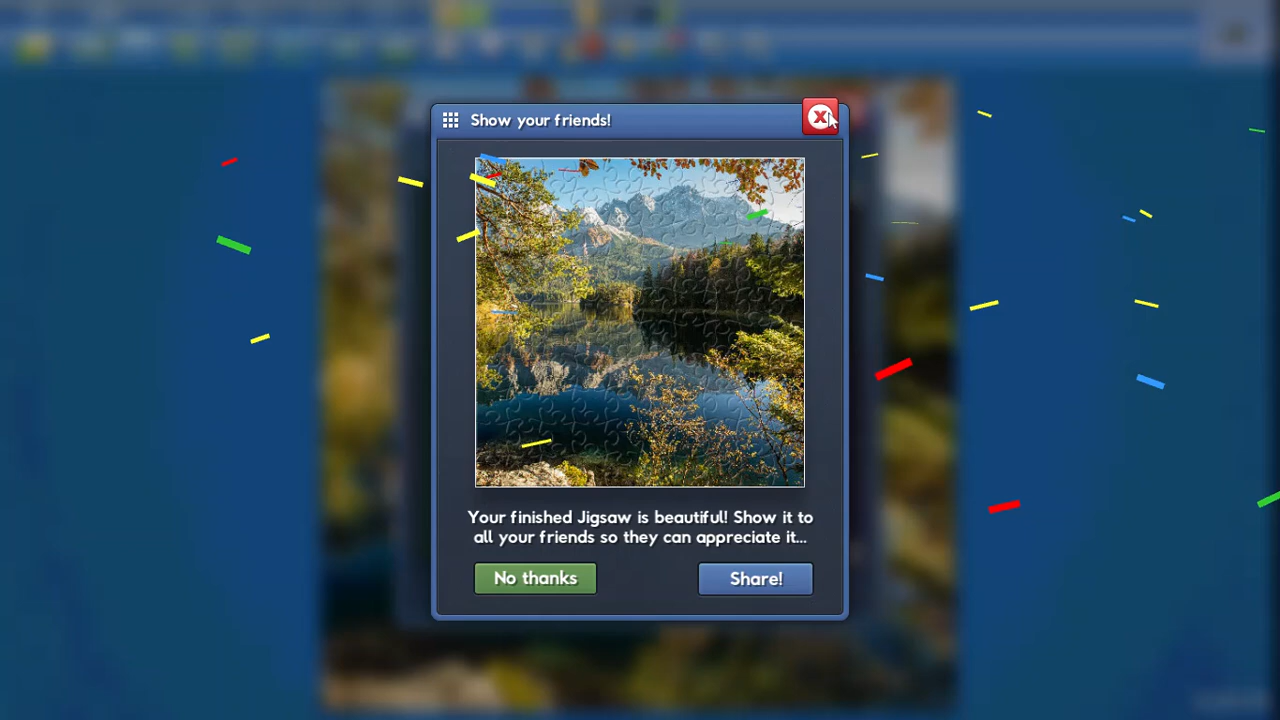 Show your friends!
Your finished Jigsaw is beautiful! Show it to
all your friends so they can appreciate it...
No thanks
Share!